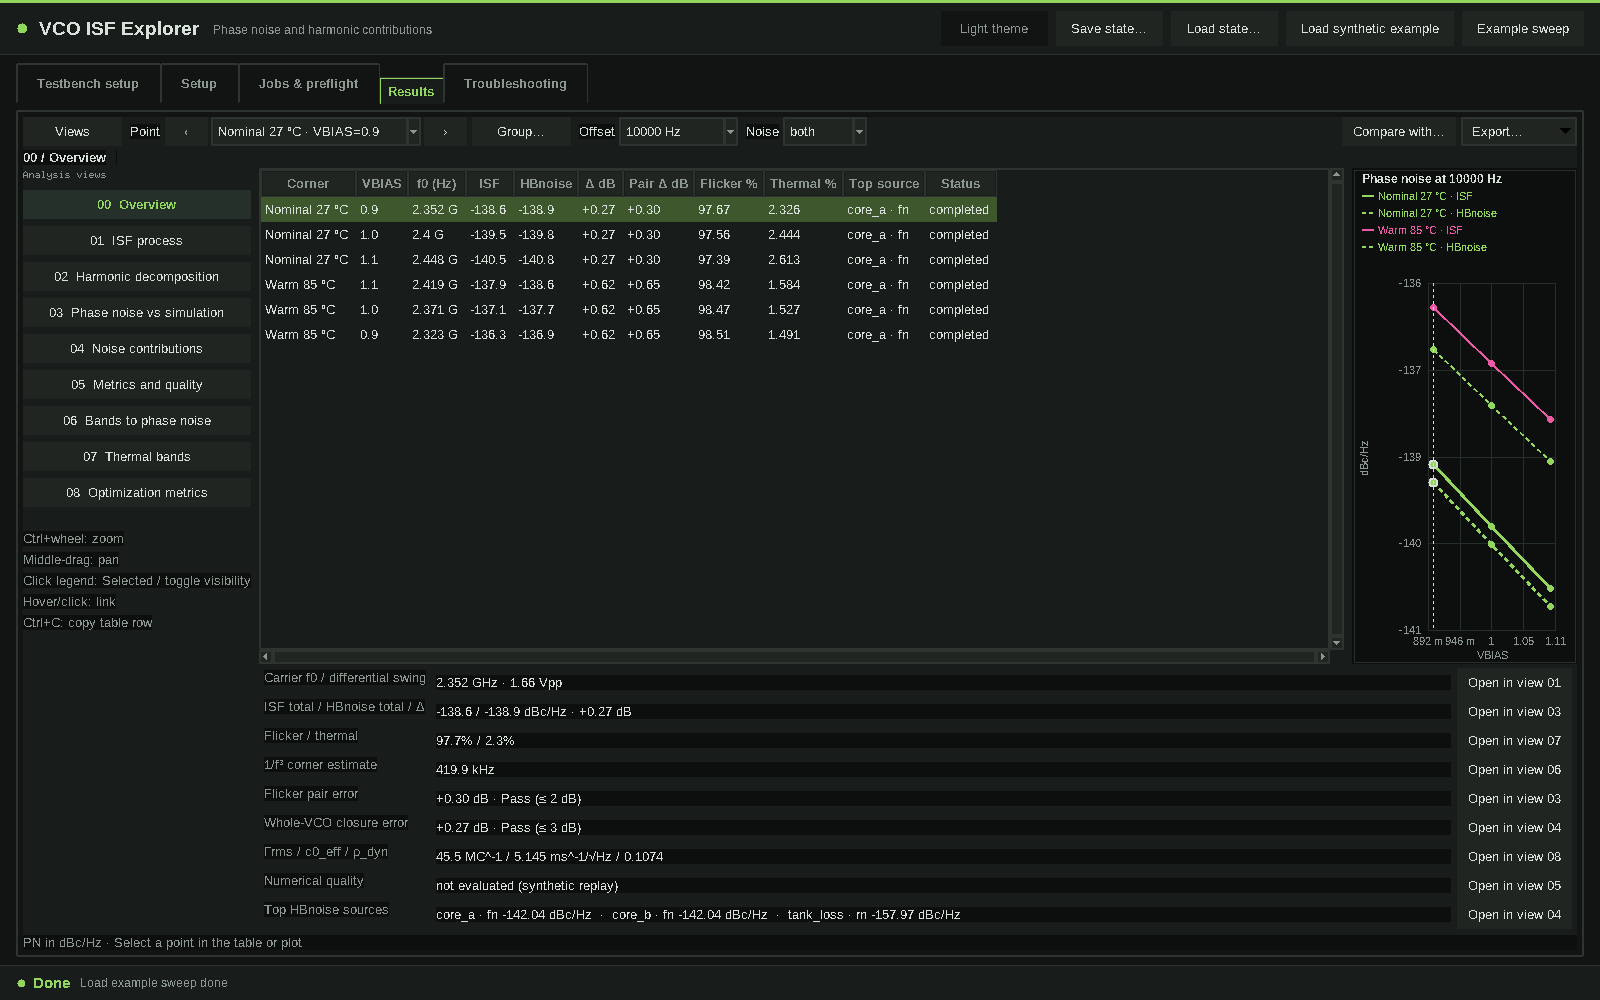 VCO ISF Explorer Phase noise and harmonic contributions Light theme Save state... Load state... Load synthetic example Example sweep
Testbench setup Setup Jobs & preflight Results Troubleshooting
Views Point ‹ Nominal 27 °C · VBIAS=0.9 › Group... Offset 10000 Hz Noise both Compare with... Export...
00 / Overview
Analysis views
00 Overview
01 ISF process
02 Harmonic decomposition
03 Phase noise vs simulation
04 Noise contributions
05 Metrics and quality
06 Bands to phase noise
07 Thermal bands
08 Optimization metrics
Ctrl+wheel: zoom
Middle-drag: pan
Click legend: Selected / toggle visibility
Hover/click: link
Ctrl+C: copy table row
Corner VBIAS f0 (Hz) ISF HBnoise Δ dB Pair Δ dB Flicker % Thermal % Top source Status
Nominal 27 °C 0.9 2.352 G -138.6 -138.9 +0.27 +0.30 97.67 2.326 core_a · fn completed
Nominal 27 °C 1.0 2.4 G -139.5 -139.8 +0.27 +0.30 97.56 2.444 core_a · fn completed
Nominal 27 °C 1.1 2.448 G -140.5 -140.8 +0.27 +0.30 97.39 2.613 core_a · fn completed
Warm 85 °C 1.1 2.419 G -137.9 -138.6 +0.62 +0.65 98.42 1.584 core_a · fn completed
Warm 85 °C 1.0 2.371 G -137.1 -137.7 +0.62 +0.65 98.47 1.527 core_a · fn completed
Warm 85 °C 0.9 2.323 G -136.3 -136.9 +0.62 +0.65 98.51 1.491 core_a · fn completed
Phase noise at 10000 Hz
Nominal 27 °C · ISF
Nominal 27 °C · HBnoise
Warm 85 °C · ISF
Warm 85 °C · HBnoise
-136
-137
-139
-140
-141
dBc/Hz
892 m 946 m 1 1.05 1.11
VBIAS
Carrier f0 / differential swing 2.352 GHz · 1.66 Vpp Open in view 01
ISF total / HBnoise total / Δ -138.6 / -138.9 dBc/Hz · +0.27 dB Open in view 03
Flicker / thermal 97.7% / 2.3% Open in view 07
1/f³ corner estimate 419.9 kHz Open in view 06
Flicker pair error +0.30 dB · Pass (≤ 2 dB) Open in view 03
Whole-VCO closure error +0.27 dB · Pass (≤ 3 dB) Open in view 04
Γrms / c0_eff / ρ_dyn 45.5 MC^-1 / 5.145 ms^-1/√Hz / 0.1074 Open in view 08
Numerical quality not evaluated (synthetic replay) Open in view 05
Top HBnoise sources core_a · fn -142.04 dBc/Hz · core_b · fn -142.04 dBc/Hz · tank_loss · rn -157.97 dBc/Hz Open in view 04
PN in dBc/Hz · Select a point in the table or plot
Done Load example sweep done